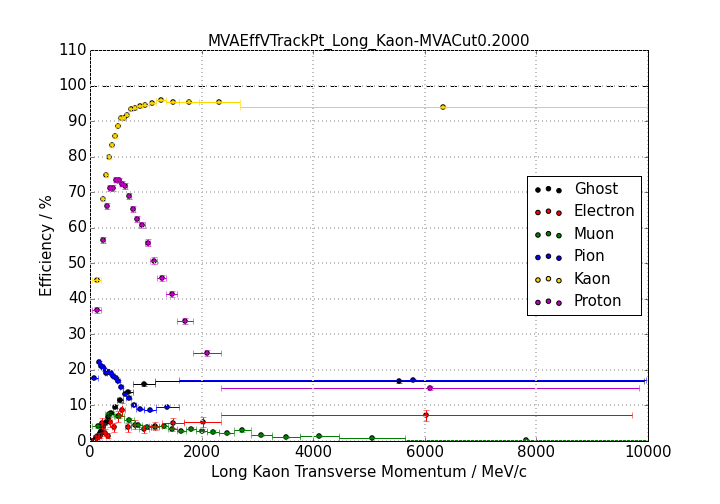 MVAEffVTrackPt_Long_Kaon-MVACut0.2000
110
100
90
80
70
60
50
40
30
20
10
0
Efficiency / %
Ghost
Electron
Muon
Pion
Kaon
Proton
0 2000 4000 6000 8000 10000
Long Kaon Transverse Momentum / MeV/c